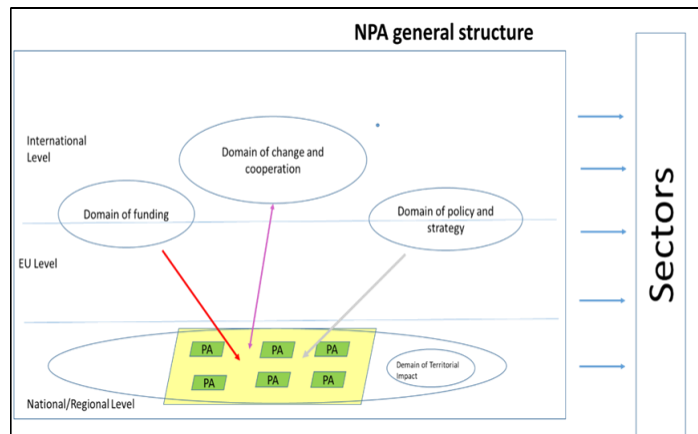 NPA general structure
International
Level
Domain of change and
cooperation
Domain of funding
Domain of policy and
strategy
EU Level
PA
PA
PA
PA
PA
PA
Demain of Territorial
Impact
National/Regional Level
Sectors